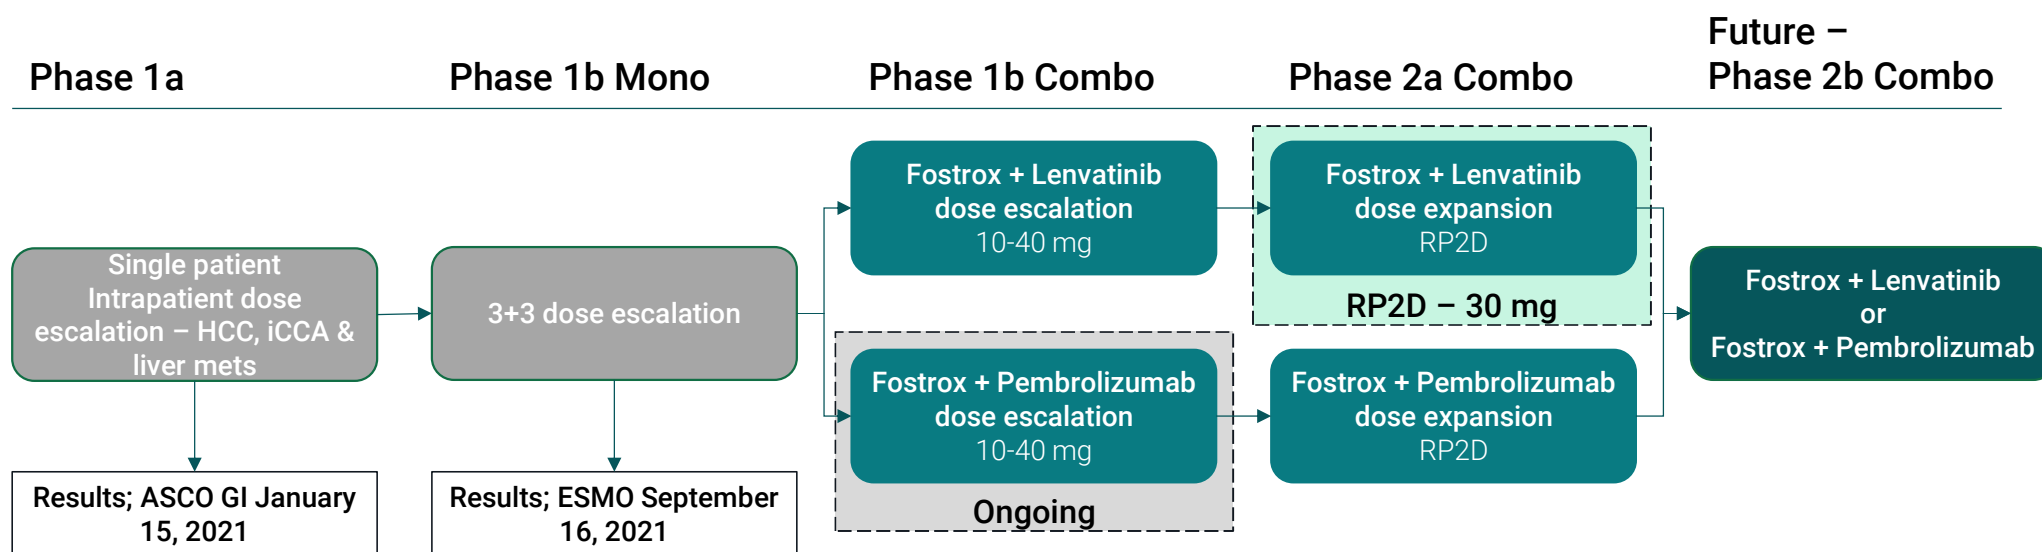 Phase 1a
Phase 1b Mono
Phase 1b Combo
Phase 2a Combo
Future –
Phase 2b Combo
Single patient
Intrapatient dose
escalation – HCC, iCCA &
liver mets
Results; ASCO GI January
15, 2021
3+3 dose escalation
Results; ESMO September
16, 2021
Fostrox + Lenvatinib
dose escalation
10-40 mg
Fostrox + Pembrolizumab
dose escalation
10-40 mg
Ongoing
Fostrox + Lenvatinib
dose expansion
RP2D
RP2D – 30 mg
Fostrox + Pembrolizumab
dose expansion
RP2D
Fostrox + Lenvatinib
or
Fostrox + Pembrolizumab